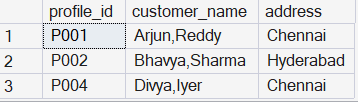 profile_id customer_name address
1 P001 Arjun,Reddy Chennai
2 P002 Bhavya,Sharma Hyderabad
3 P004 Divya,Iyer Chennai